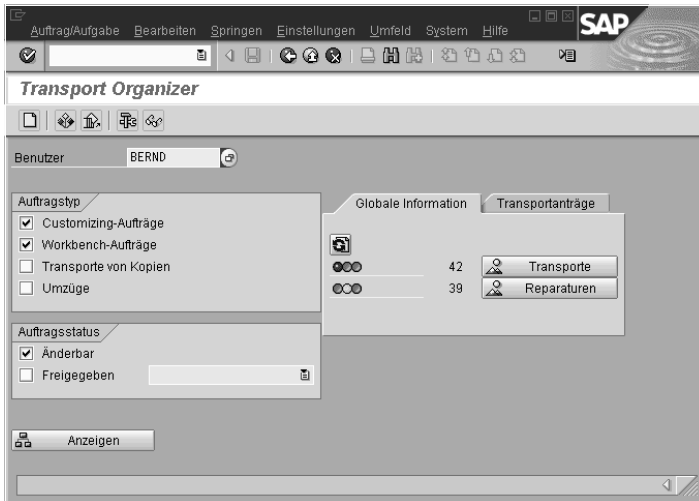 Auftrag/Aufgabe Bearbeiten Springen Einstellungen Umfeld System Hilfe
SAP
Transport Organizer
Benutzer BERND
Auftragstyp
Customizing-Aufträge
Workbench-Aufträge
Transporte von Kopien
Umzüge
Globale Information Transportanträge
42 Transporte
39 Reparaturen
Auftragsstatus
Änderbar
Freigegeben
Anzeigen